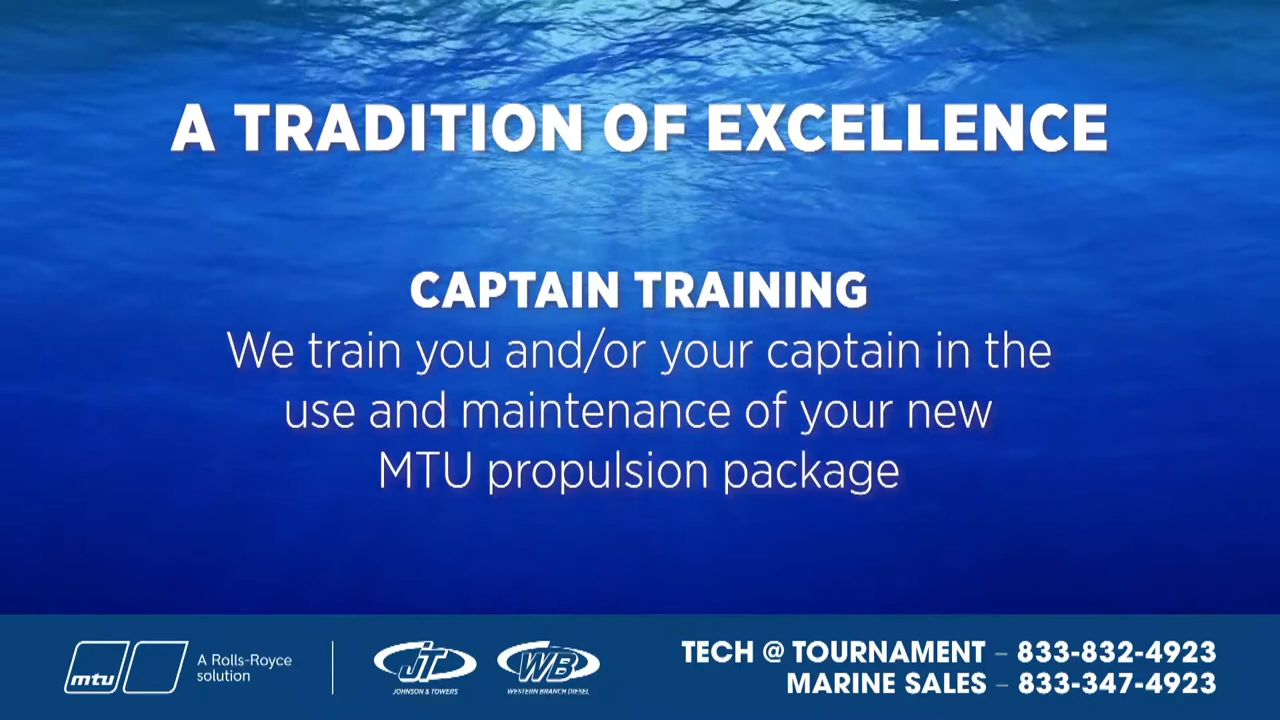 A TRADITION OF EXCELLENCE
CAPTAIN TRAINING
We train you and/or your captain in the
use and maintenance of your new
MTU propulsion package
mtu
A Rolls-Royce
solution
JT
JOHNSON & TOWERS
WB
WESTERN BRANCH DIESEL
TECH @ TOURNAMENT – 833-832-4923
MARINE SALES – 833-347-4923